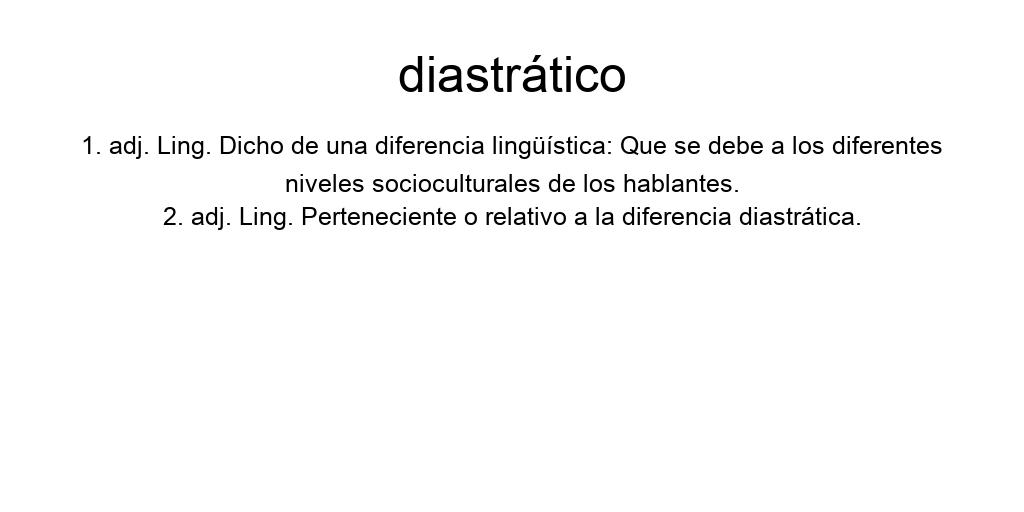 diastrático
1. adj. Ling. Dicho de una diferencia lingüística: Que se debe a los diferentes
niveles socioculturales de los hablantes.
2. adj. Ling. Perteneciente o relativo a la diferencia diastrática.